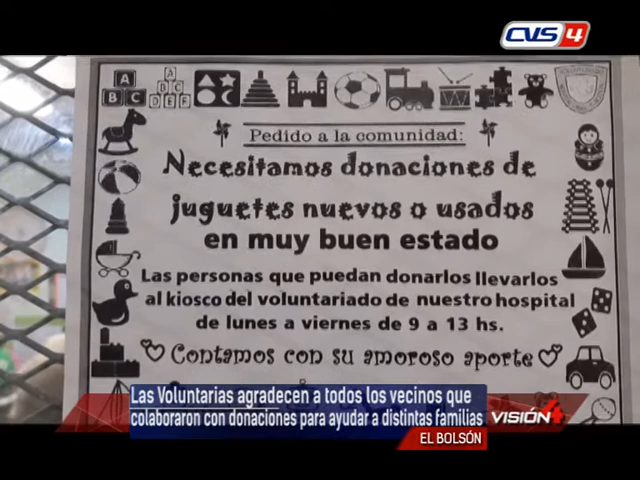 CVS 4
A
B C
A
B C
D E F
Pedido a la comunidad:
Necesitamos donaciones de
juguetes nuevos o usados
en muy buen estado
Las personas que puedan donarlos llevarlos
al kiosco del voluntariado de nuestro hospital
de lunes a viernes de 9 a 13 hs.
Contamos con su amoroso aporte
Las Voluntarias agradecen a todos los vecinos que
colaboraron con donaciones para ayudar a distintas familias
VISIÓN 4
EL BOLSÓN